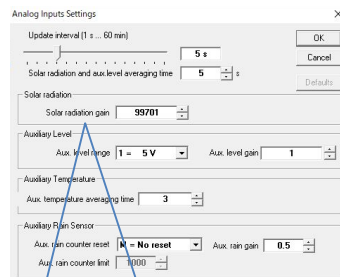 Analog Inputs Settings
Update interval (1 s ... 60 min)
OK
5 s
Cancel
Solar radiation and aux.level averaging time 5 s
Defaults
Solar radiation
Solar radiation gain 99701
Auxiliary Level
Aux. level range 1 = 5 V Aux. level gain 1
Auxiliary Temperature
Aux. temperature averaging time 3
Auxiliary Rain Sensor
Aux. rain counter reset N = No reset Aux. rain gain 0.5
Aux. rain counter limit 1000